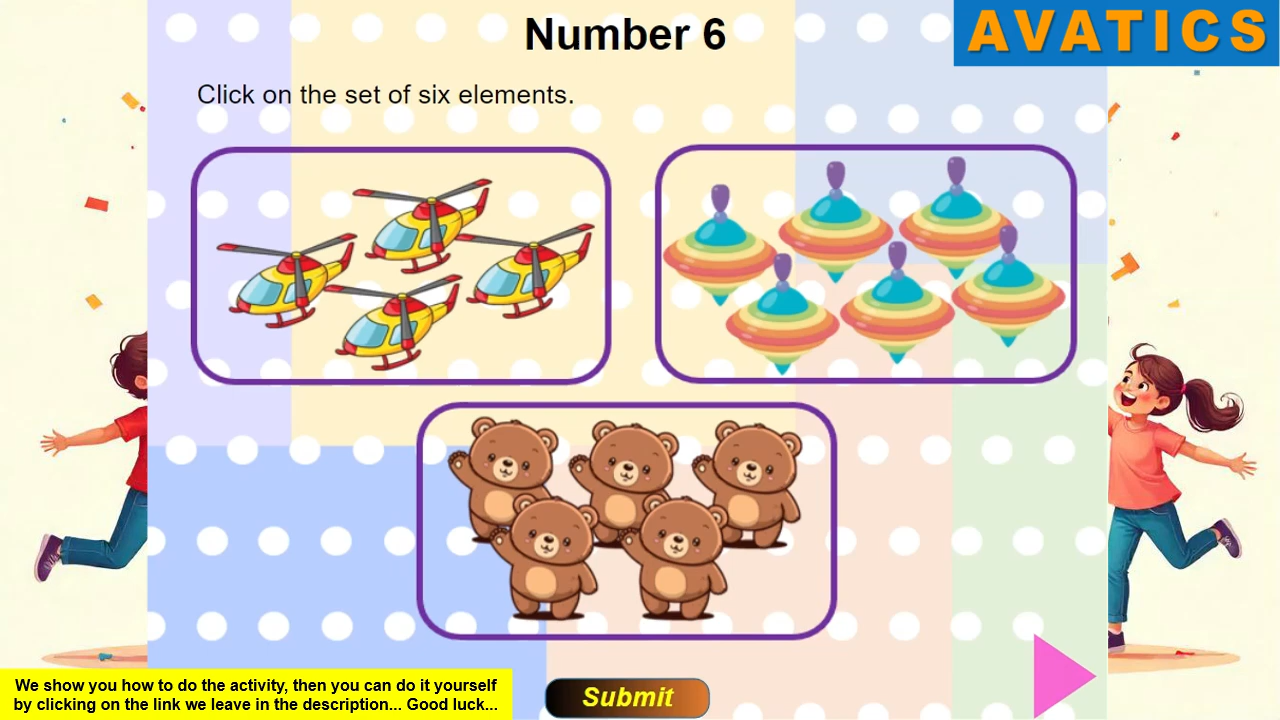 Number 6
AVATICS
Click on the set of six elements.
We show you how to do the activity, then you can do it yourself
by clicking on the link we leave in the description... Good luck...
Submit